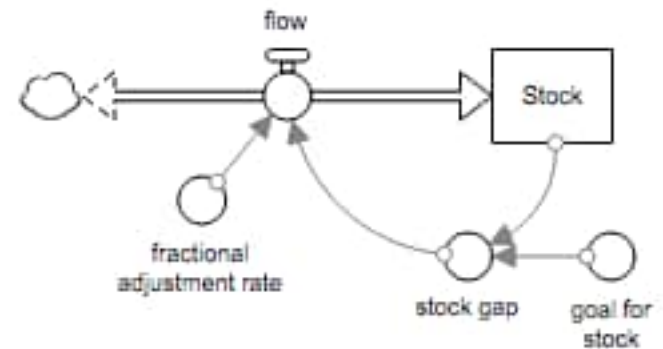 flow
Stock
fractional
adjustment rate
stock gap
goal for
stock